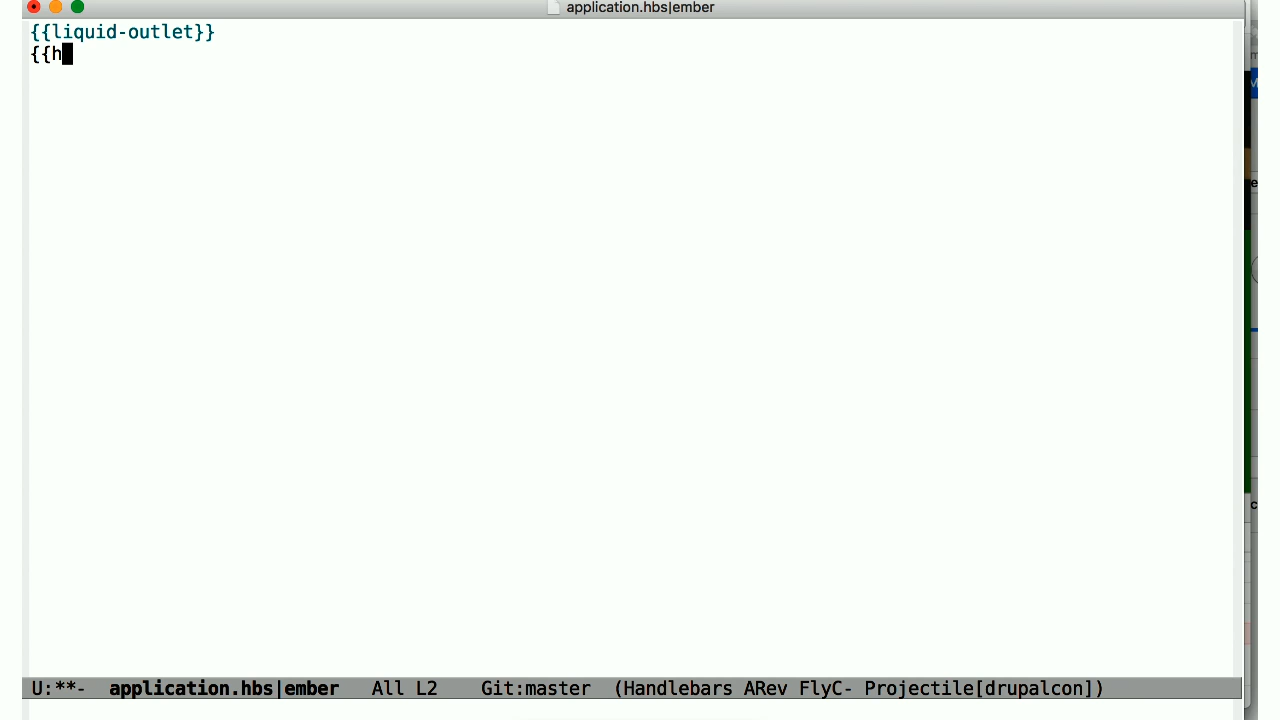 application.hbs|ember
{{liquid-outlet}}
{{h
U:**-  application.hbs|ember   All L2    Git:master  (Handlebars ARev FlyC- Projectile[drupalcon])